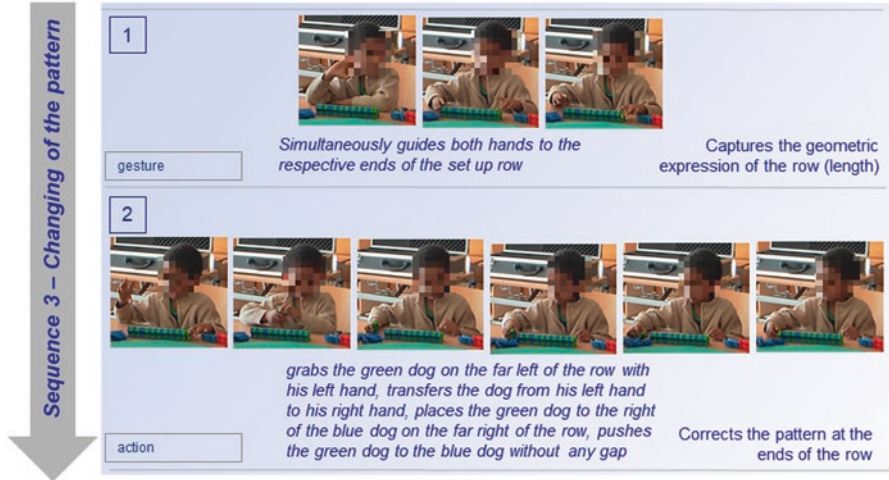 Sequence 3 – Changing of the pattern
1
Simultaneously guides both hands to the
respective ends of the set up row
Captures the geometric
expression of the row (length)
gesture
2
grabs the green dog on the far left of the row with
his left hand, transfers the dog from his left hand
to his right hand, places the green dog to the right
of the blue dog on the far right of the row, pushes
the green dog to the blue dog without any gap
Corrects the pattern at the
ends of the row
action